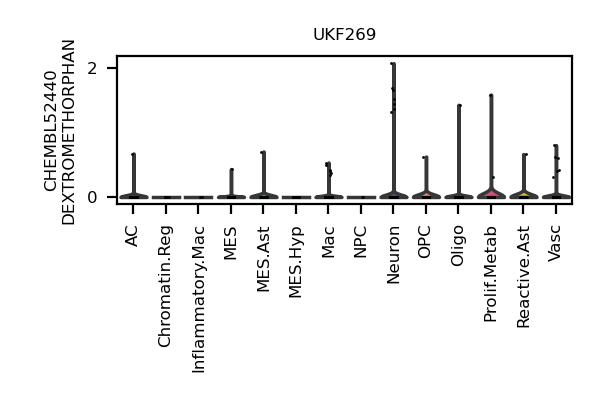 UKF269
CHEMBL52440
DEXTROMETHORPHAN
2
0
AC
Chromatin.Reg
Inflammatory.Mac
MES
MES.Ast
MES.Hyp
Mac
NPC
Neuron
OPC
Oligo
Prolif.Metab
Reactive.Ast
Vasc